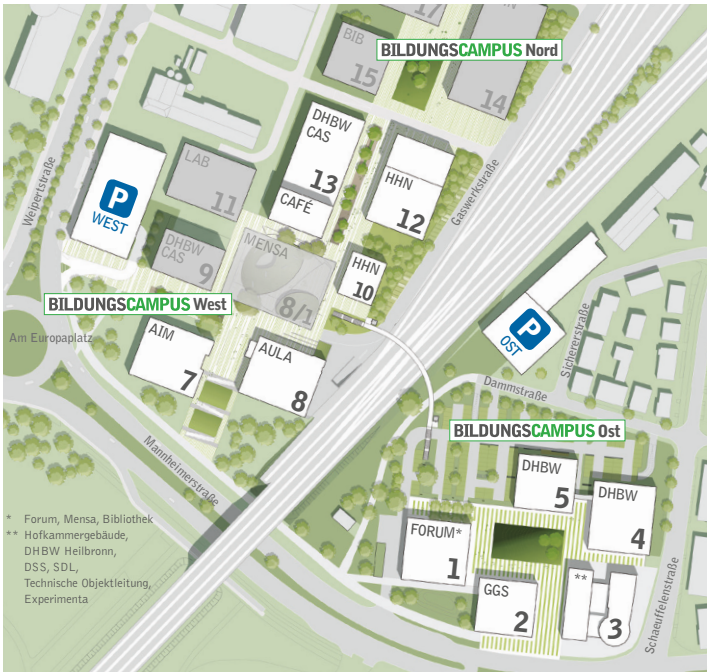 17
BIB
15
BILDUNGSCAMPUS Nord
14
DHBW
CAS
13
CAFÉ
HHN
12
Gaswerkstraße
LAB
11
Weipertstraße
P
WEST
DHBW
CAS
9
MENSA
8/1
HHN
10
BILDUNGSCAMPUS West
Am Europaplatz
AIM
7
AULA
8
P
OST
Sichererstraße
Dammstraße
Mannheimerstraße
BILDUNGSCAMPUS Ost
DHBW
5
DHBW
4
FORUM*
1
GGS
2
**
3
Schaeuffelenstraße
* Forum, Mensa, Bibliothek
** Hofkammergebäude,
DHBW Heilbronn,
DSS, SDL,
Technische Objektleitung,
Experimenta